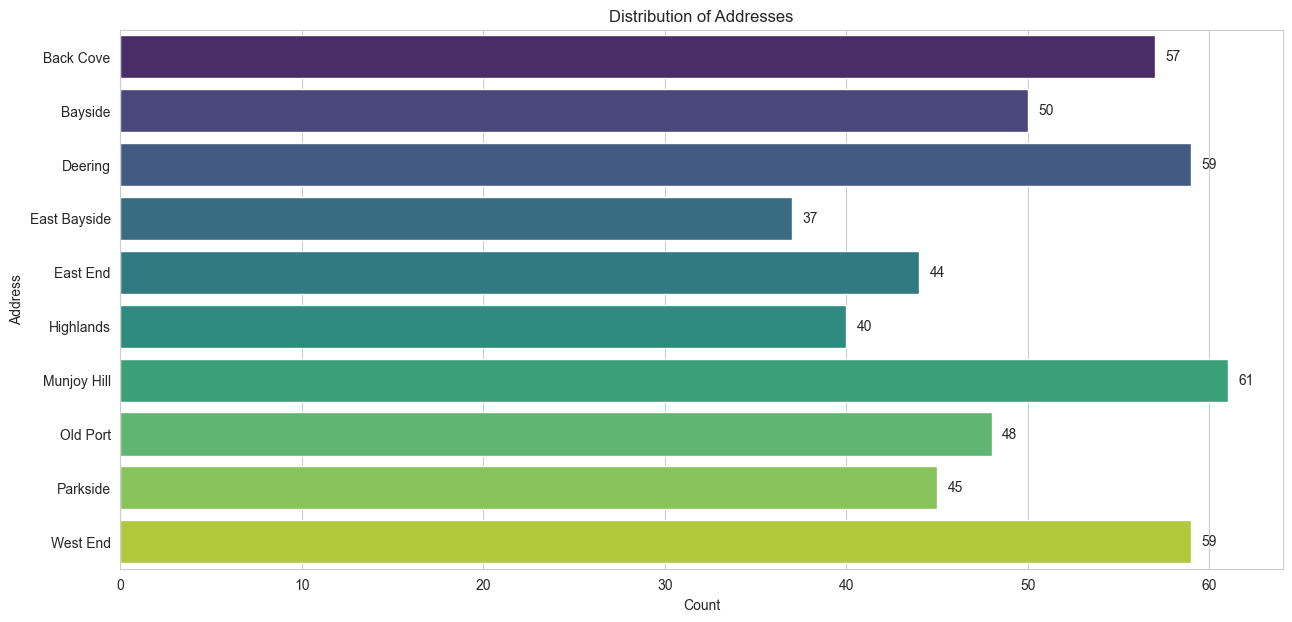 Distribution of Addresses
Back Cove 57
Bayside 50
Deering 59
East Bayside 37
East End 44
Highlands 40
Munjoy Hill 61
Old Port 48
Parkside 45
West End 59
Address
0 10 20 30 40 50 60
Count